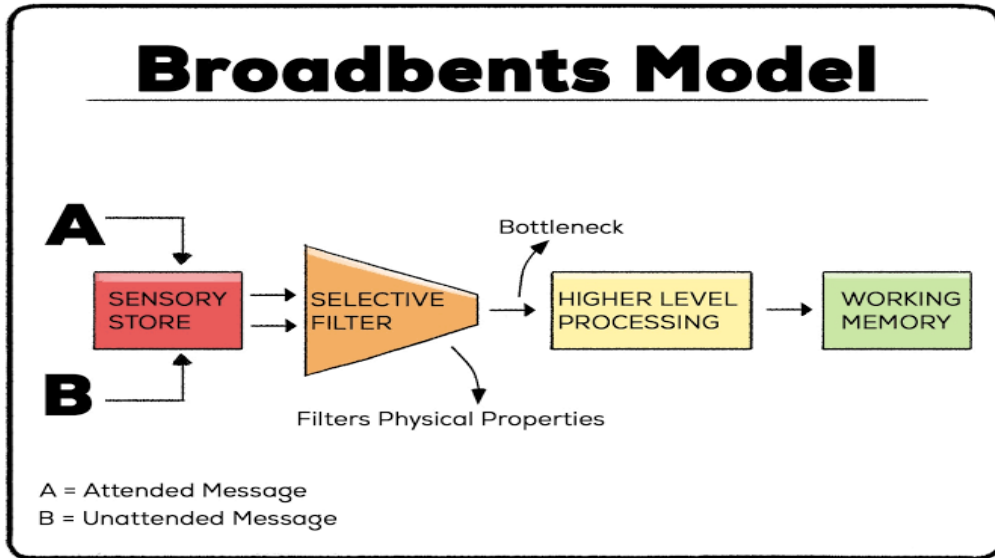 Broadbents Model
A
Bottleneck
SENSORY
STORE
SELECTIVE
FILTER
HIGHER LEVEL
PROCESSING
WORKING
MEMORY
B
Filters Physical Properties
A = Attended Message
B = Unattended Message